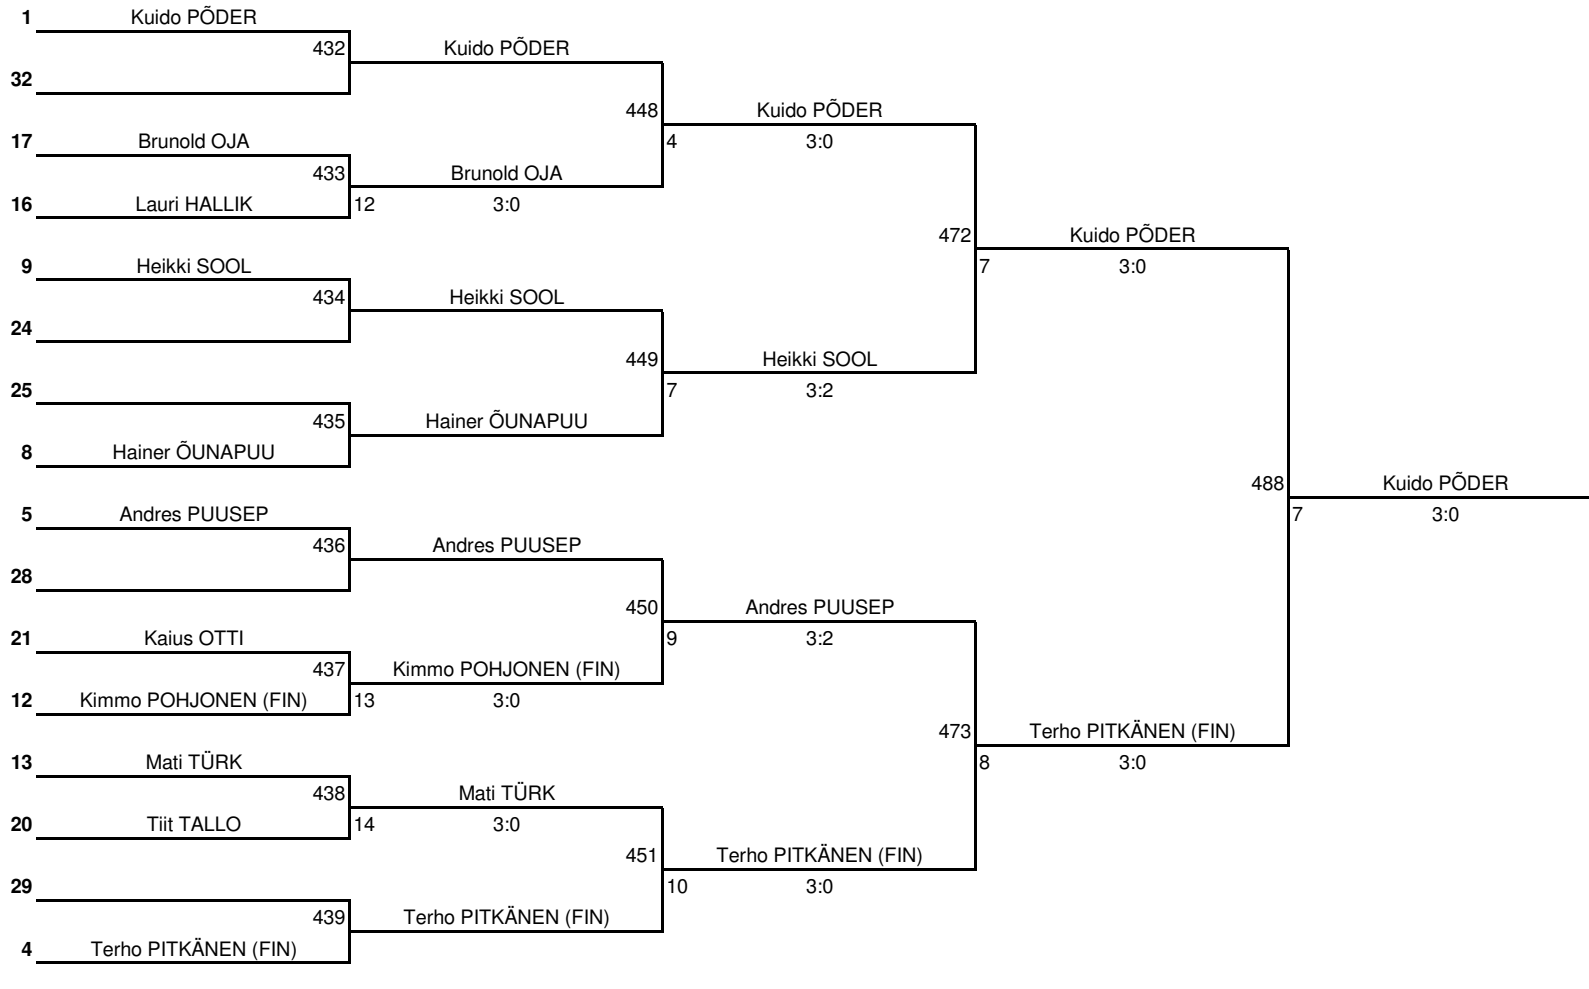 1 Kuido PÕDER
432 Kuido PÕDER
32
448 Kuido PÕDER
17 Brunold OJA 4 3:0
433 Brunold OJA
16 Lauri HALLIK 12 3:0
472 Kuido PÕDER
9 Heikki SOOL 7 3:0
434 Heikki SOOL
24
449 Heikki SOOL
25 7 3:2
435 Hainer ÕUNAPUU
8 Hainer ÕUNAPUU
488 Kuido PÕDER
5 Andres PUUSEP 7 3:0
436 Andres PUUSEP
28
450 Andres PUUSEP
21 Kaius OTTI 9 3:2
437 Kimmo POHJONEN (FIN)
12 Kimmo POHJONEN (FIN) 13 3:0
473 Terho PITKÄNEN (FIN)
13 Mati TÜRK 8 3:0
438 Mati TÜRK
20 Tiit TALLO 14 3:0
451 Terho PITKÄNEN (FIN)
29 10 3:0
439 Terho PITKÄNEN (FIN)
4 Terho PITKÄNEN (FIN)